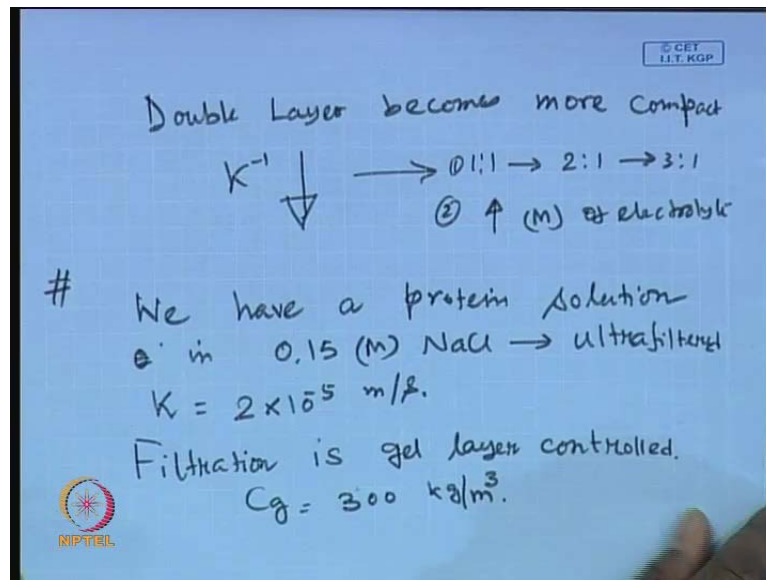 © CET
I.I.T. KGP
Double Layer becomes more compact
K⁻¹ ↓ → ① 1:1 → 2:1 → 3:1
② ↑ (M) of electrolyte
# We have a protein solution
in 0.15 (M) NaCl → ultrafiltered
K = 2×10⁻⁵ m/s.
Filtration is gel layer controlled.
Cg = 300 kg/m³.
NPTEL